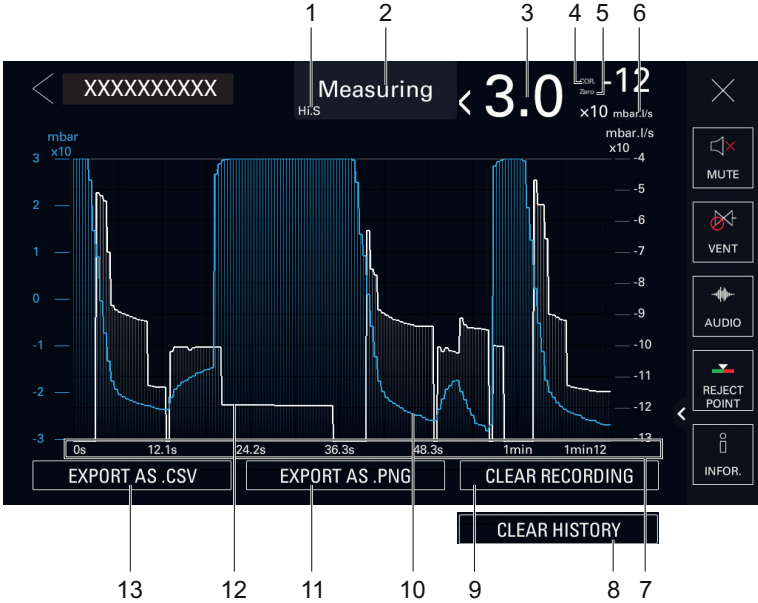 1 2 3 4 5 6
XXXXXXXXXX
Hi.S
Measuring
< 3.0
COR.
Zero
-12
x10 mbar.l/s
mbar
x10
mbar.l/s
x10
3
2
1
0
-1
-2
-3
-4
-5
-6
-7
-8
-9
-10
-11
-12
-13
0s 12.1s 24.2s 36.3s 48.3s 1min 1min12
MUTE
VENT
AUDIO
REJECT
POINT
INFOR.
EXPORT AS .CSV EXPORT AS .PNG CLEAR RECORDING
CLEAR HISTORY
13 12 11 10 9 8 7